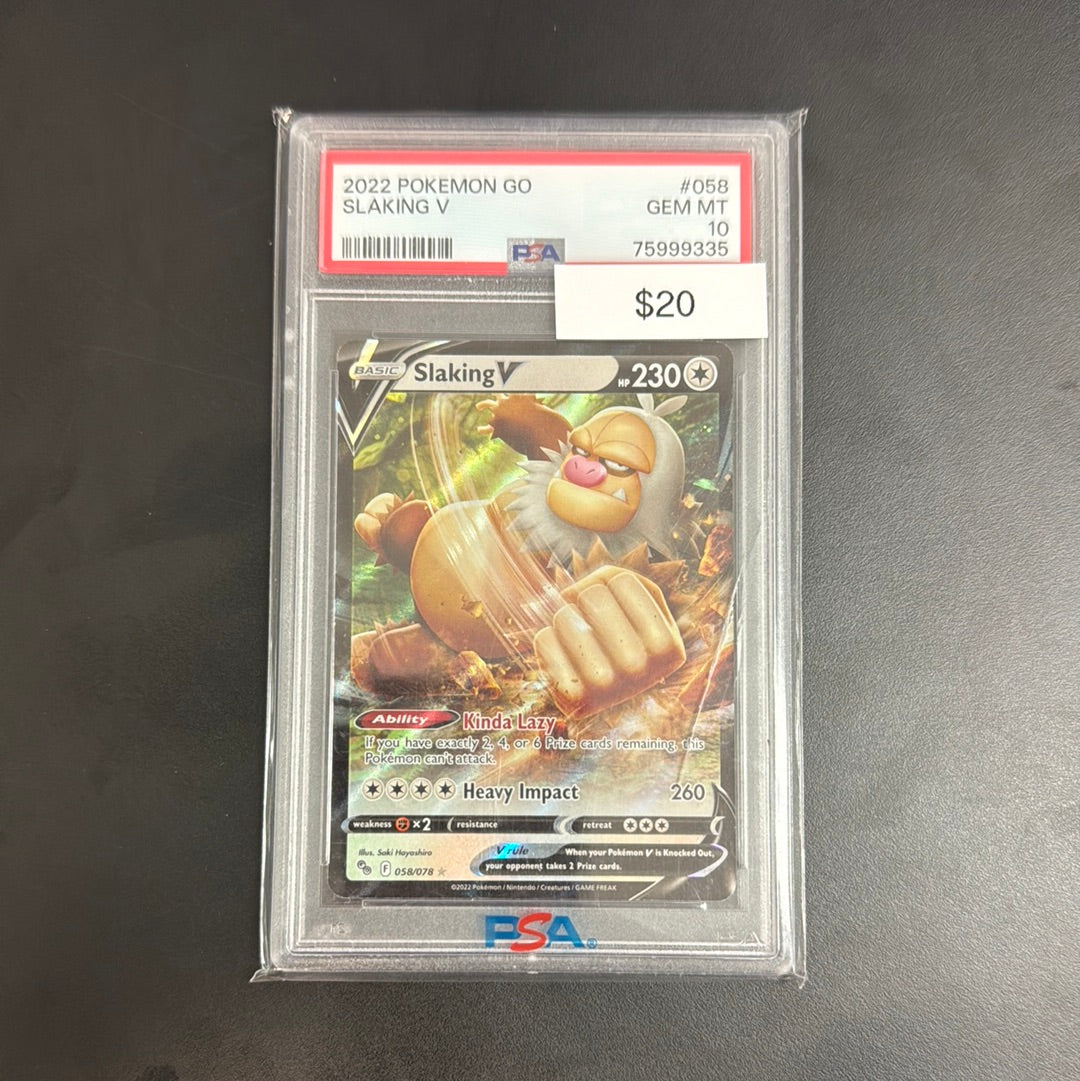 2022 POKEMON GO #058
SLAKING V GEM MT
10
PSA 75999335
$20
BASIC Slaking V HP 230
Ability Kinda Lazy
If you have exactly 2, 4, or 6 Prize cards remaining, this
Pokémon can't attack.
Heavy Impact 260
weakness ×2 resistance retreat
Illus. Saki Hayashiro V rule When your Pokémon V is Knocked Out,
F 058/078 your opponent takes 2 Prize cards.
©2022 Pokémon / Nintendo / Creatures / GAME FREAK
PSA®